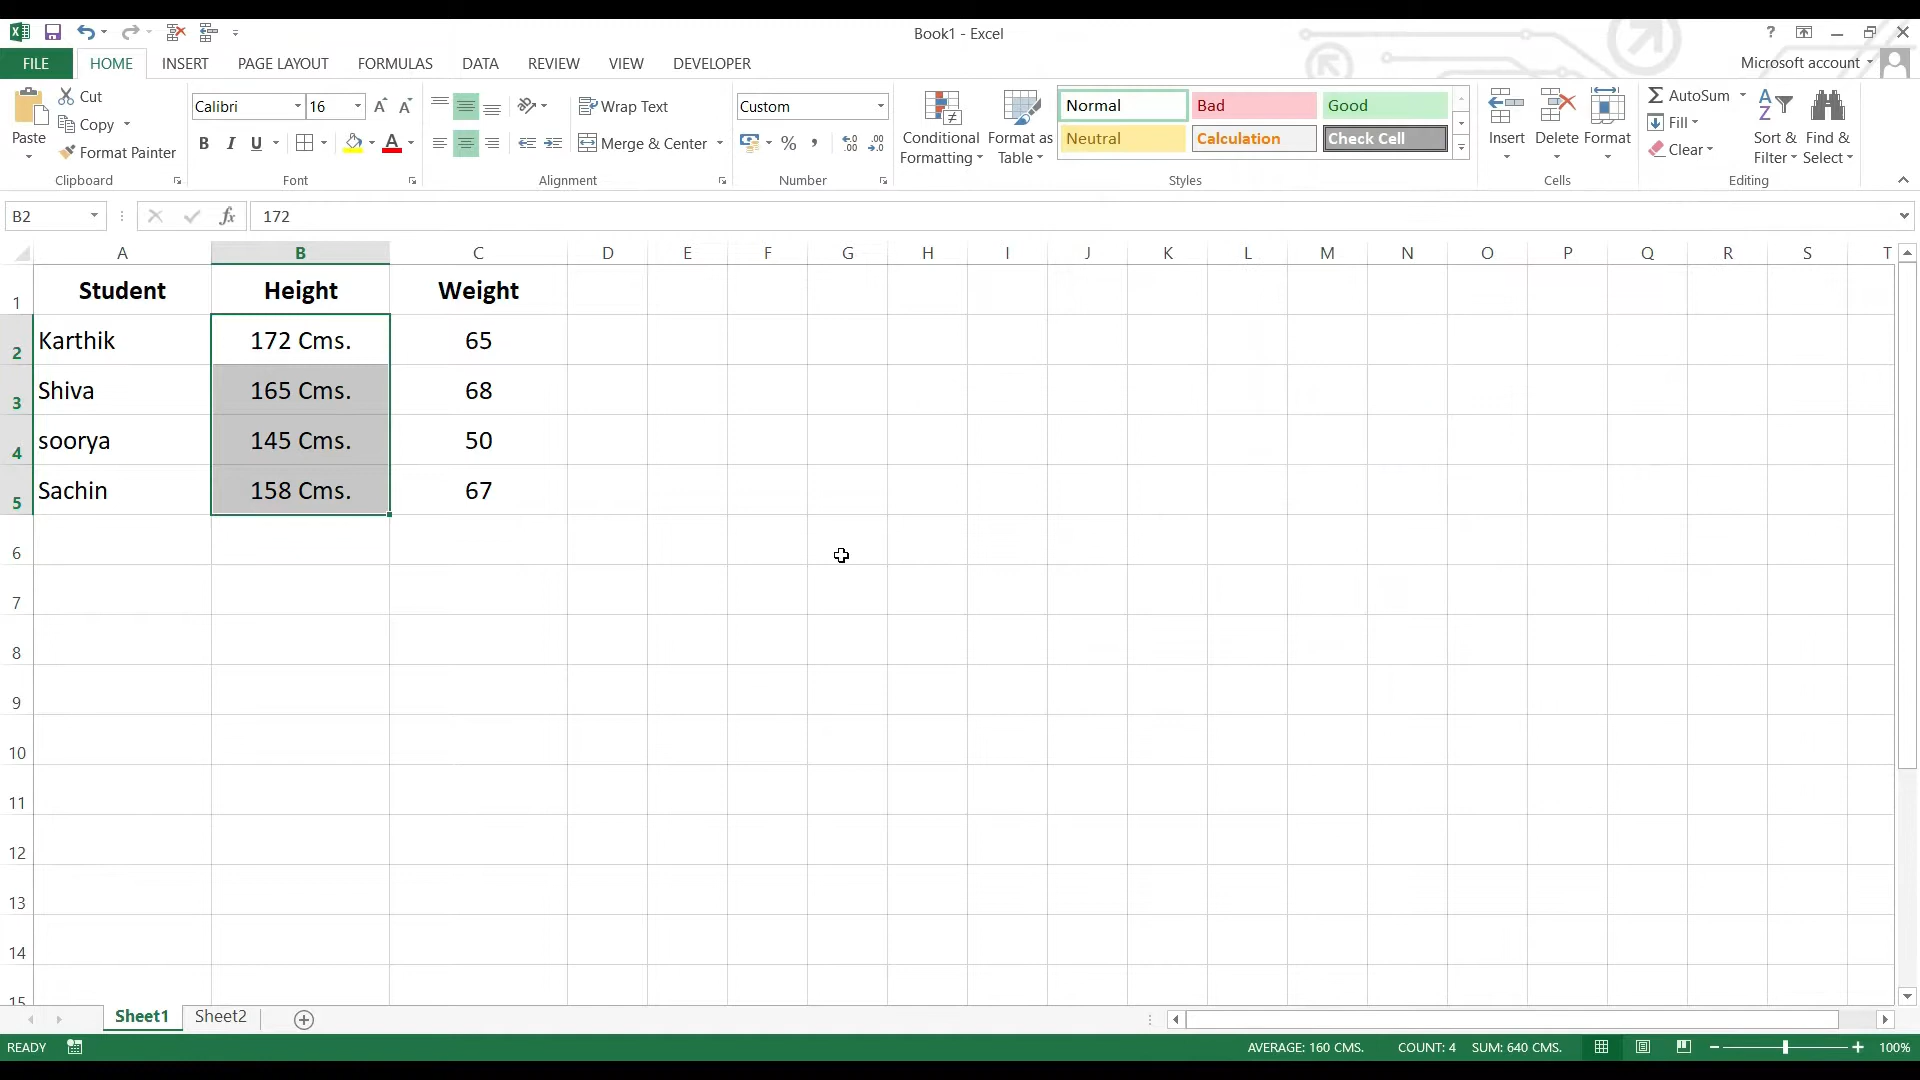 Book1 - Excel
?
FILE HOME INSERT PAGE LAYOUT FORMULAS DATA REVIEW VIEW DEVELOPER Microsoft account
Paste Cut Copy Format Painter
Clipboard
Calibri 16 A A
B I U A
Font
Wrap Text
Merge & Center
Alignment
Custom
% ,
Number
Conditional Formatting
Format as Table
Normal Bad Good
Neutral Calculation Check Cell
Styles
Insert Delete Format
Cells
AutoSum
Fill
Clear
Sort & Filter
Find & Select
Editing
B2 fx 172
A B C D E F G H I J K L M N O P Q R S T
1 Student Height Weight
2 Karthik 172 Cms. 65
3 Shiva 165 Cms. 68
4 soorya 145 Cms. 50
5 Sachin 158 Cms. 67
6
7
8
9
10
11
12
13
14
15
Sheet1 Sheet2
READY AVERAGE: 160 CMS. COUNT: 4 SUM: 640 CMS. 100%